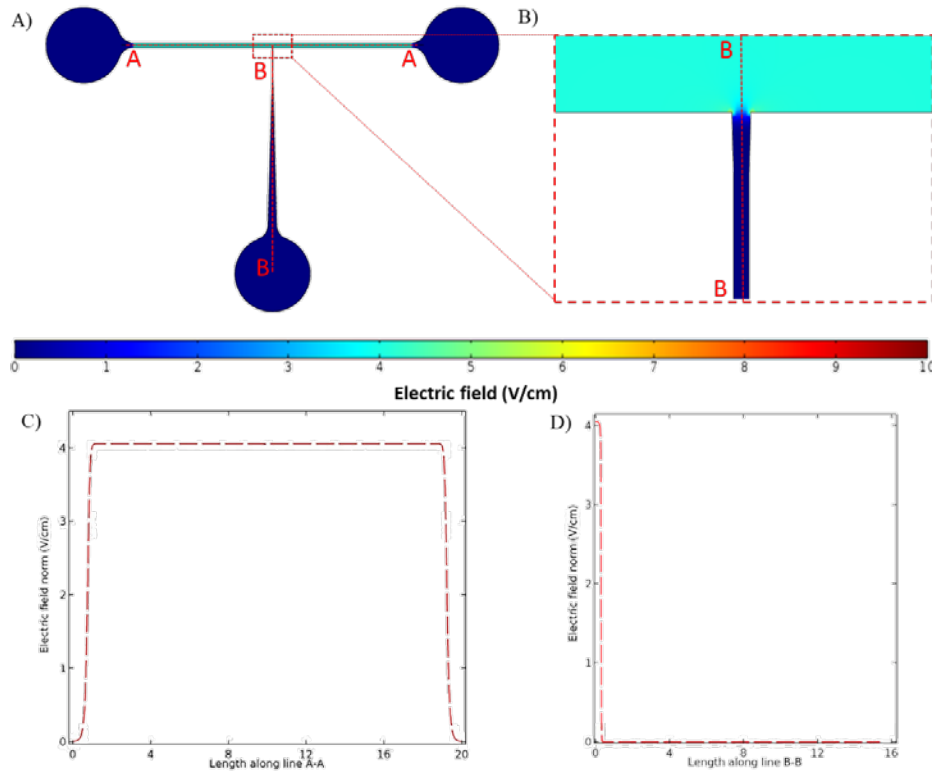 A)
B)
A
A
B
B
B
B
0 1 2 3 4 5 6 7 8 9 10
Electric field (V/cm)
C)
D)
Electric field norm (V/cm)
4
3
2
1
0
0 4 8 12 16 20
Length along line A-A
Electric field norm (V/cm)
4
3
2
1
0
0 4 8 12 16
Length along line B-B